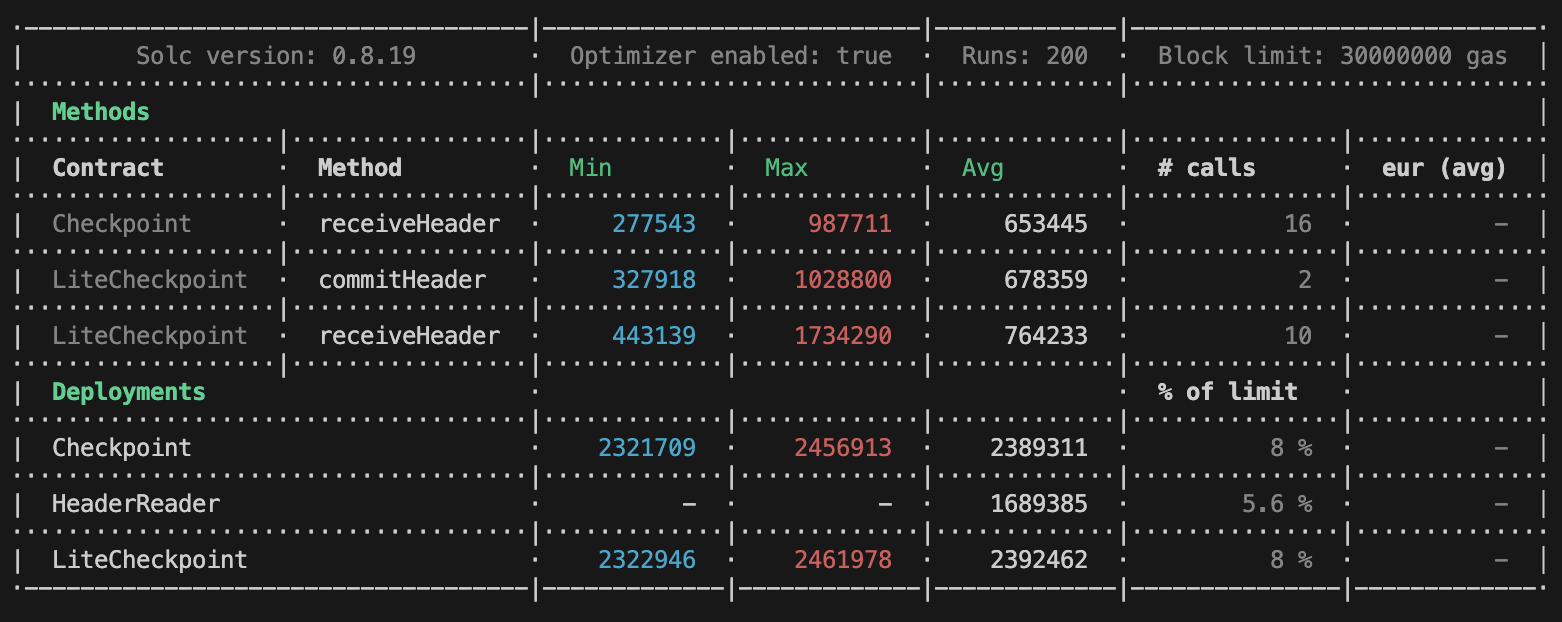 Solc version: 0.8.19 · Optimizer enabled: true · Runs: 200 · Block limit: 30000000 gas
Methods
Contract · Method · Min · Max · Avg · # calls · eur (avg)
Checkpoint · receiveHeader · 277543 · 987711 · 653445 · 16 · –
LiteCheckpoint · commitHeader · 327918 · 1028800 · 678359 · 2 · –
LiteCheckpoint · receiveHeader · 443139 · 1734290 · 764233 · 10 · –
Deployments · · % of limit ·
Checkpoint · 2321709 · 2456913 · 2389311 · 8 % · –
HeaderReader · – · – · 1689385 · 5.6 % · –
LiteCheckpoint · 2322946 · 2461978 · 2392462 · 8 % · –